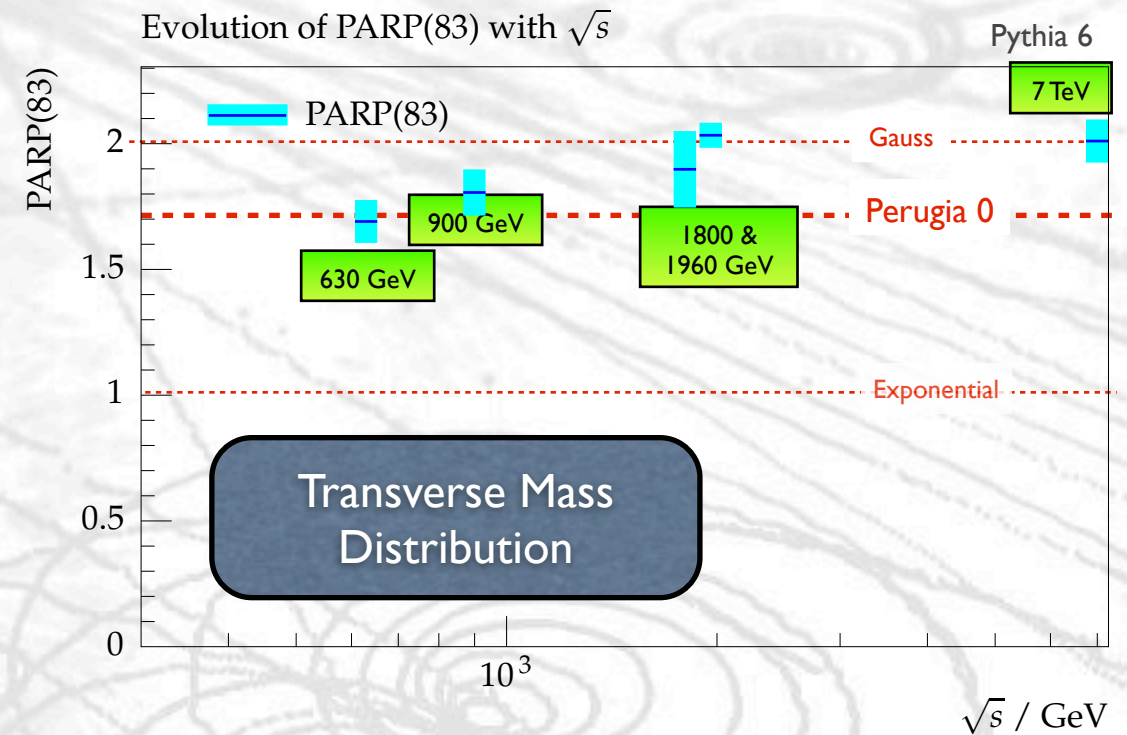 Evolution of PARP(83) with √s
Pythia 6
PARP(83)
PARP(83)
7 TeV
2
Gauss
Perugia 0
900 GeV
1800 &
1960 GeV
1.5
630 GeV
1
Exponential
Transverse Mass
Distribution
0.5
0
10³
√s / GeV